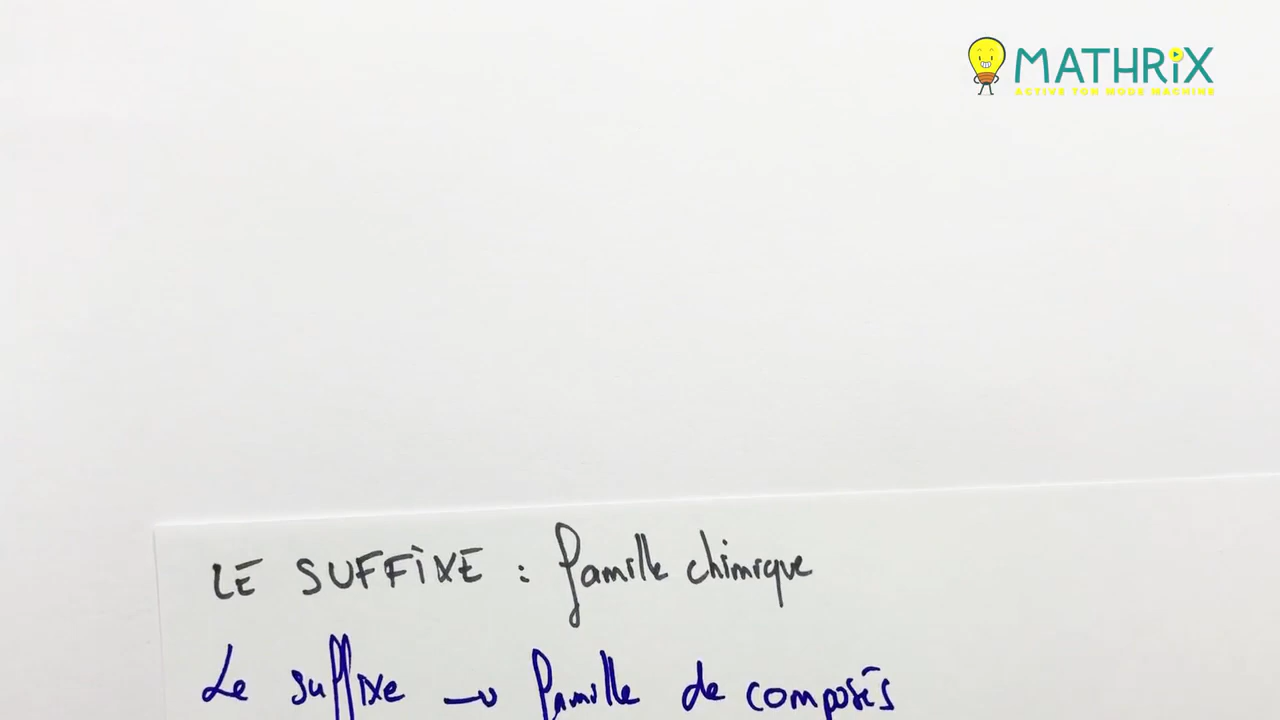 MATHRiX
ACTIVE TON MODE MACHINE
LE SUFFIXE : famille chimique
Le suffixe → famille de composés